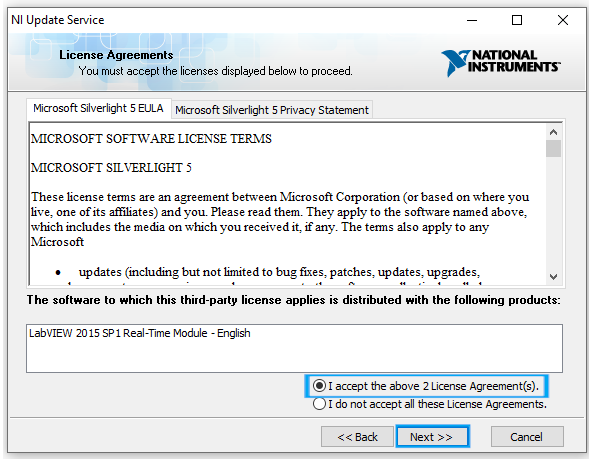 NI Update Service
License Agreements
You must accept the licenses displayed below to proceed.
NATIONAL
INSTRUMENTS™
Microsoft Silverlight 5 EULA
Microsoft Silverlight 5 Privacy Statement
MICROSOFT SOFTWARE LICENSE TERMS
MICROSOFT SILVERLIGHT 5
These license terms are an agreement between Microsoft Corporation (or based on where you
live, one of its affiliates) and you. Please read them. They apply to the software named above,
which includes the media on which you received it, if any. The terms also apply to any
Microsoft
• updates (including but not limited to bug fixes, patches, updates, upgrades,
The software to which this third-party license applies is distributed with the following products:
LabVIEW 2015 SP1 Real-Time Module - English
I accept the above 2 License Agreement(s).
I do not accept all these License Agreements.
<< Back
Next >>
Cancel